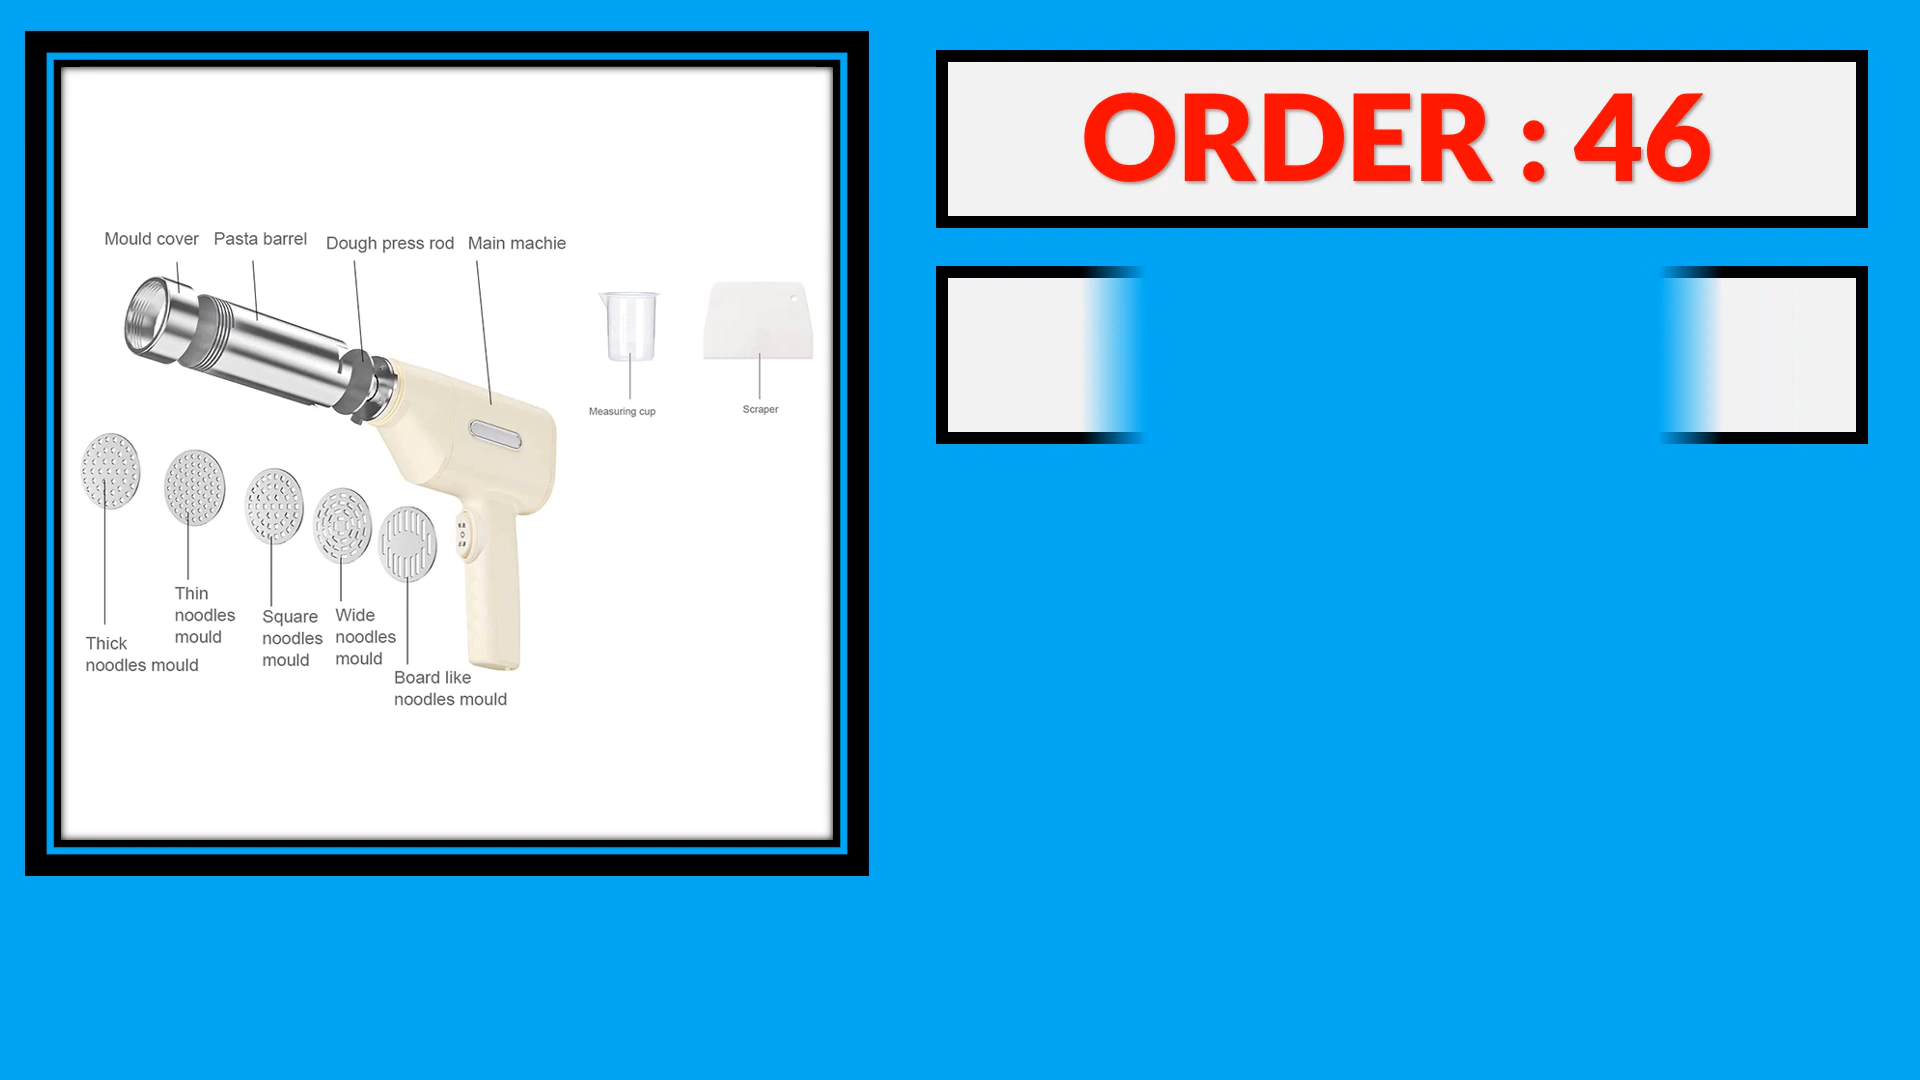 ORDER : 46
Mould cover
Pasta barrel
Dough press rod
Main machie
Measuring cup
Scraper
Thick
noodles mould
Thin
noodles
mould
Square
noodles
mould
Wide
noodles
mould
Board like
noodles mould